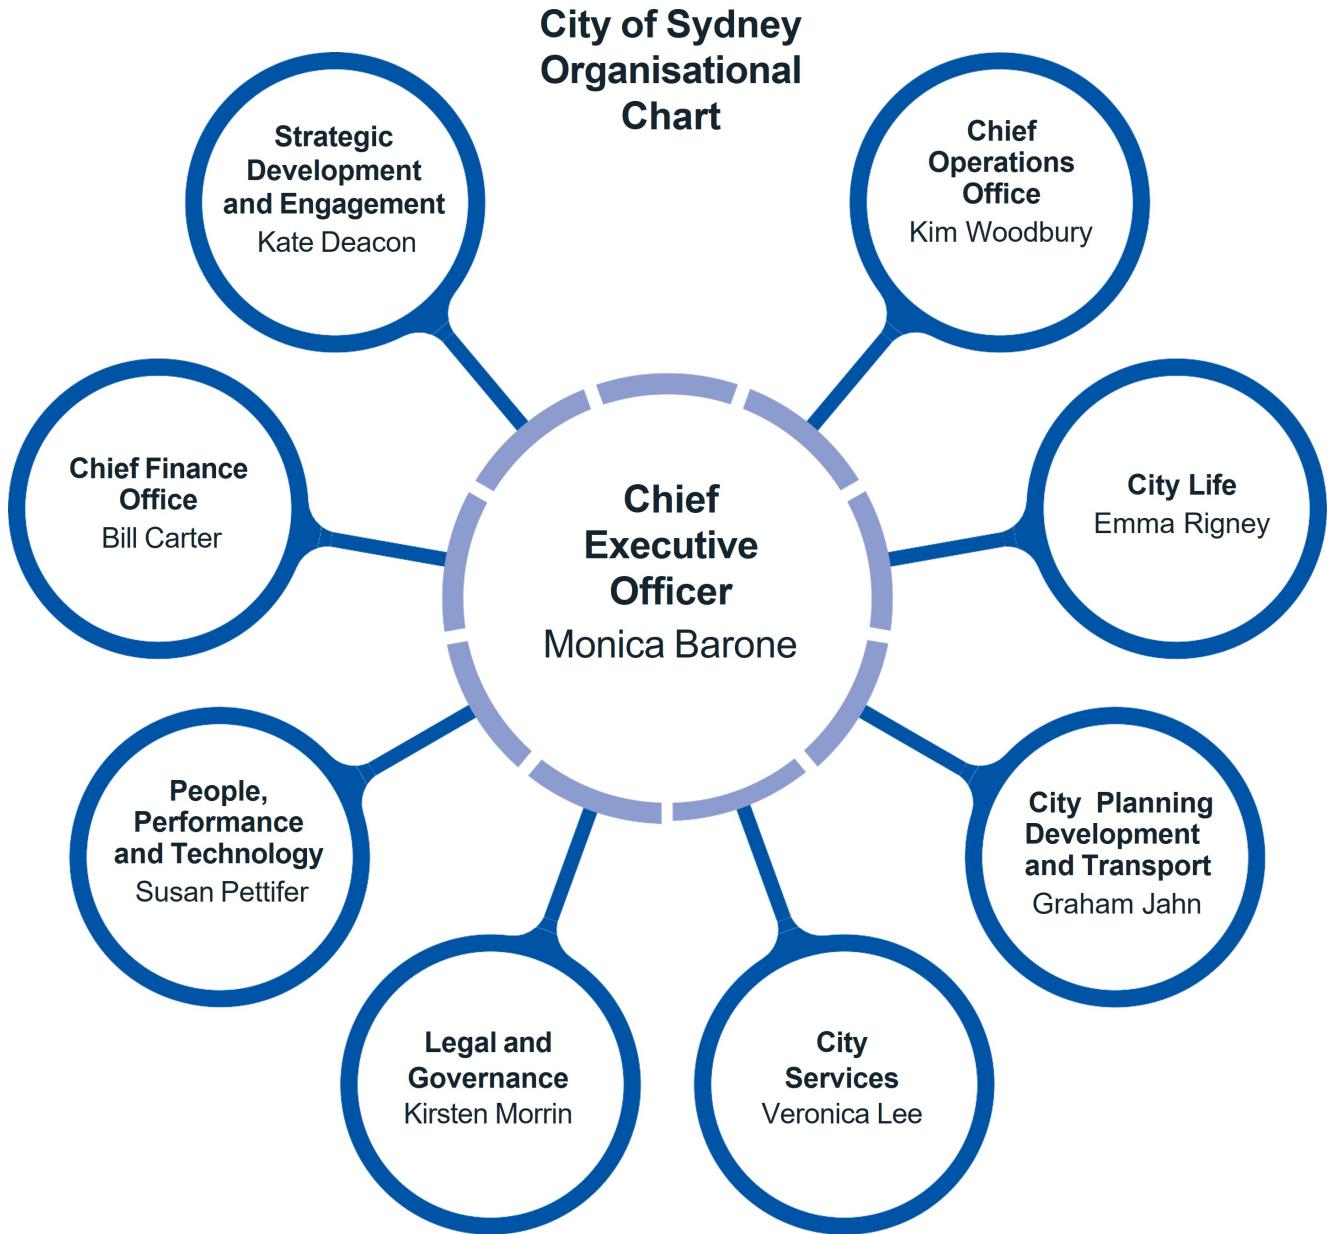 City of Sydney
Organisational
Chart
Strategic
Development
and Engagement
Kate Deacon
Chief
Operations
Office
Kim Woodbury
Chief Finance
Office
Bill Carter
City Life
Emma Rigney
Chief
Executive
Officer
Monica Barone
People,
Performance
and Technology
Susan Pettifer
City Planning
Development
and Transport
Graham Jahn
Legal and
Governance
Kirsten Morrin
City
Services
Veronica Lee